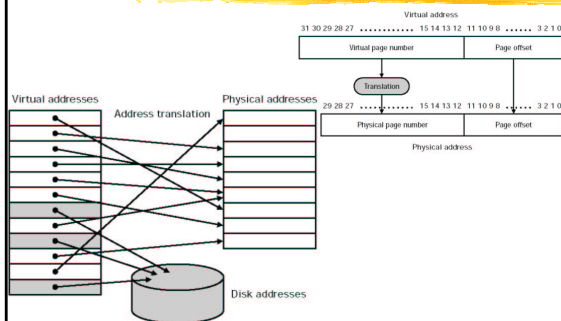 Virtual address
31 30 29 28 27 ............ 15 14 13 12 11 10 9 8 ...... 3 2 1 0
Virtual page number Page offset
Translation
29 28 27 ............ 15 14 13 12 11 10 9 8 ...... 3 2 1 0
Physical page number Page offset
Physical address
Virtual addresses
Address translation
Physical addresses
Disk addresses